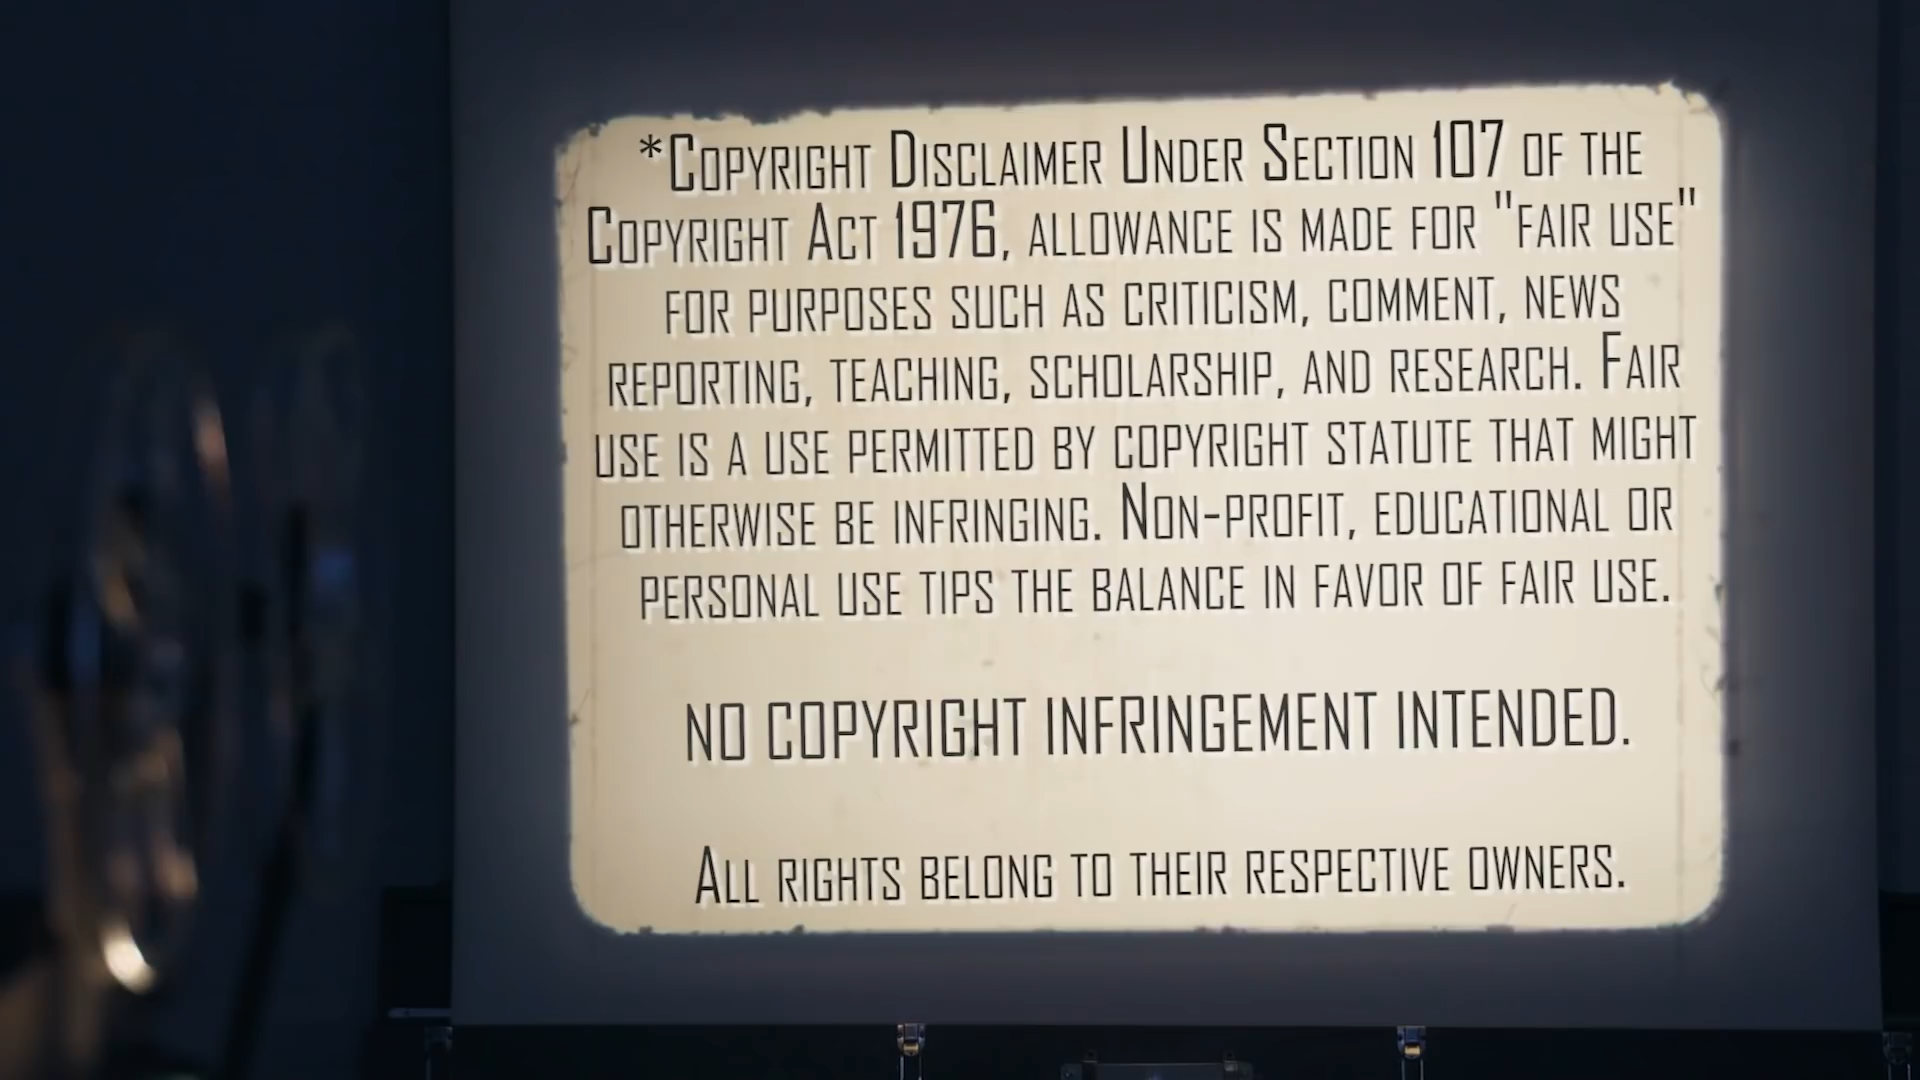 *Copyright Disclaimer Under Section 107 of the
Copyright Act 1976, allowance is made for "fair use"
for purposes such as criticism, comment, news
reporting, teaching, scholarship, and research. Fair
use is a use permitted by copyright statute that might
otherwise be infringing. Non-profit, educational or
personal use tips the balance in favor of fair use.
NO COPYRIGHT INFRINGEMENT INTENDED.
All rights belong to their respective owners.